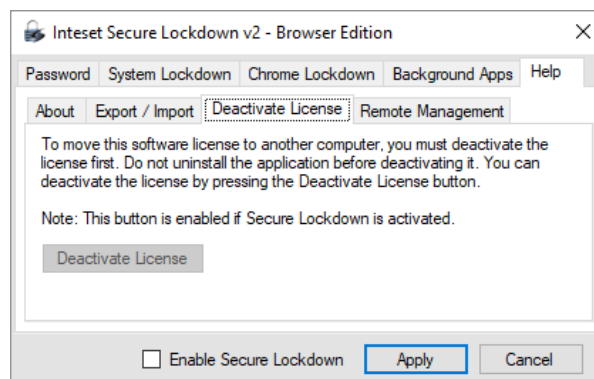 Inteset Secure Lockdown v2 - Browser Edition
Password System Lockdown Chrome Lockdown Background Apps Help
About Export / Import Deactivate License Remote Management
To move this software license to another computer, you must deactivate the
license first. Do not uninstall the application before deactivating it. You can
deactivate the license by pressing the Deactivate License button.
Note: This button is enabled if Secure Lockdown is activated.
Deactivate License
Enable Secure Lockdown Apply Cancel